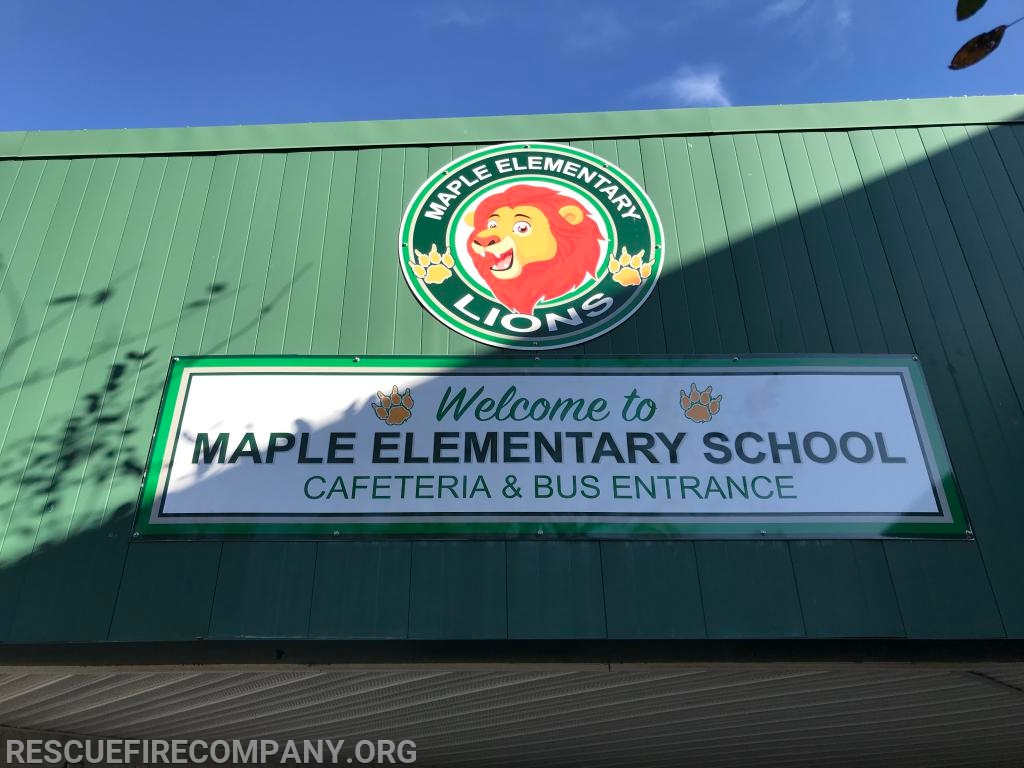 MAPLE ELEMENTARY
LIONS
Welcome to
MAPLE ELEMENTARY SCHOOL
CAFETERIA & BUS ENTRANCE
RESCUEFIRECOMPANY.ORG